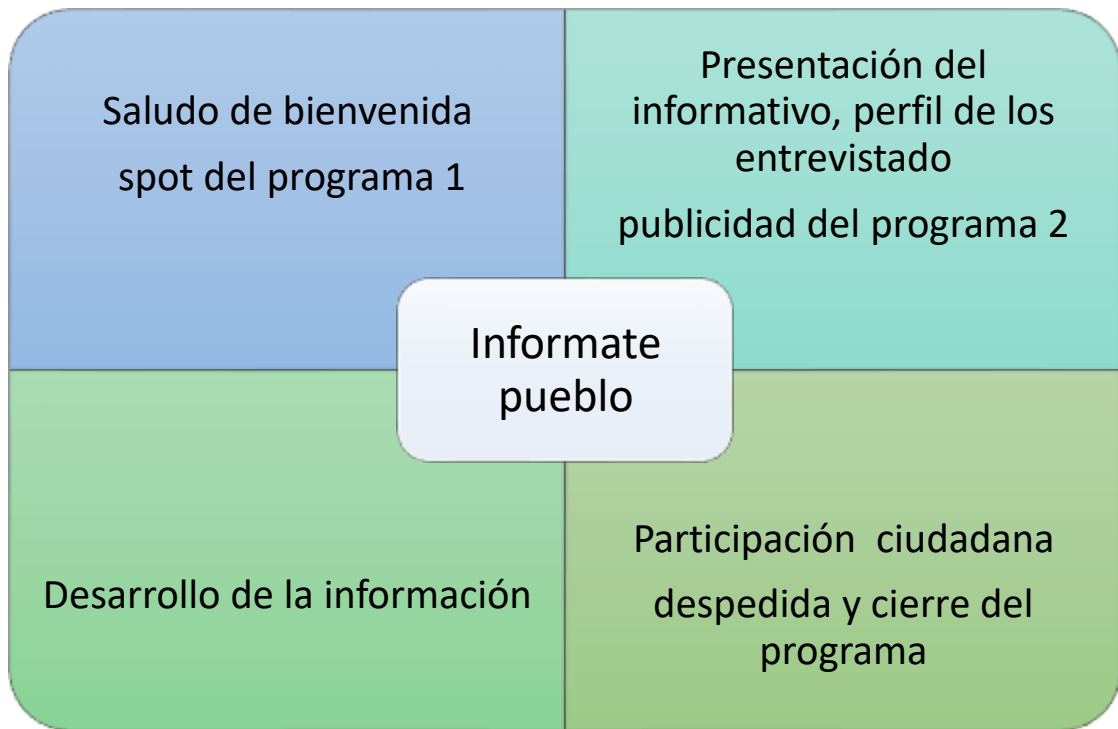 Saludo de bienvenida
spot del programa 1
Presentación del
informativo, perfil de los
entrevistado
publicidad del programa 2
Informate
pueblo
Desarrollo de la información
Participación ciudadana
despedida y cierre del
programa